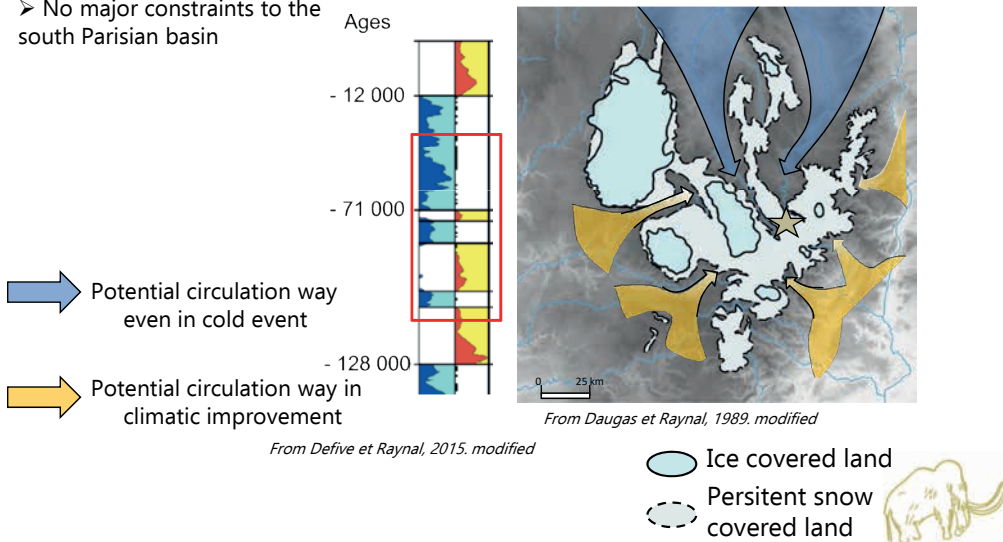 ➢ No major constraints to the
south Parisian basin
Ages
- 12 000
- 71 000
- 128 000
Potential circulation way
even in cold event
Potential circulation way in
climatic improvement
From Defive et Raynal, 2015. modified
0 25 km
From Daugas et Raynal, 1989. modified
Ice covered land
Persitent snow
covered land